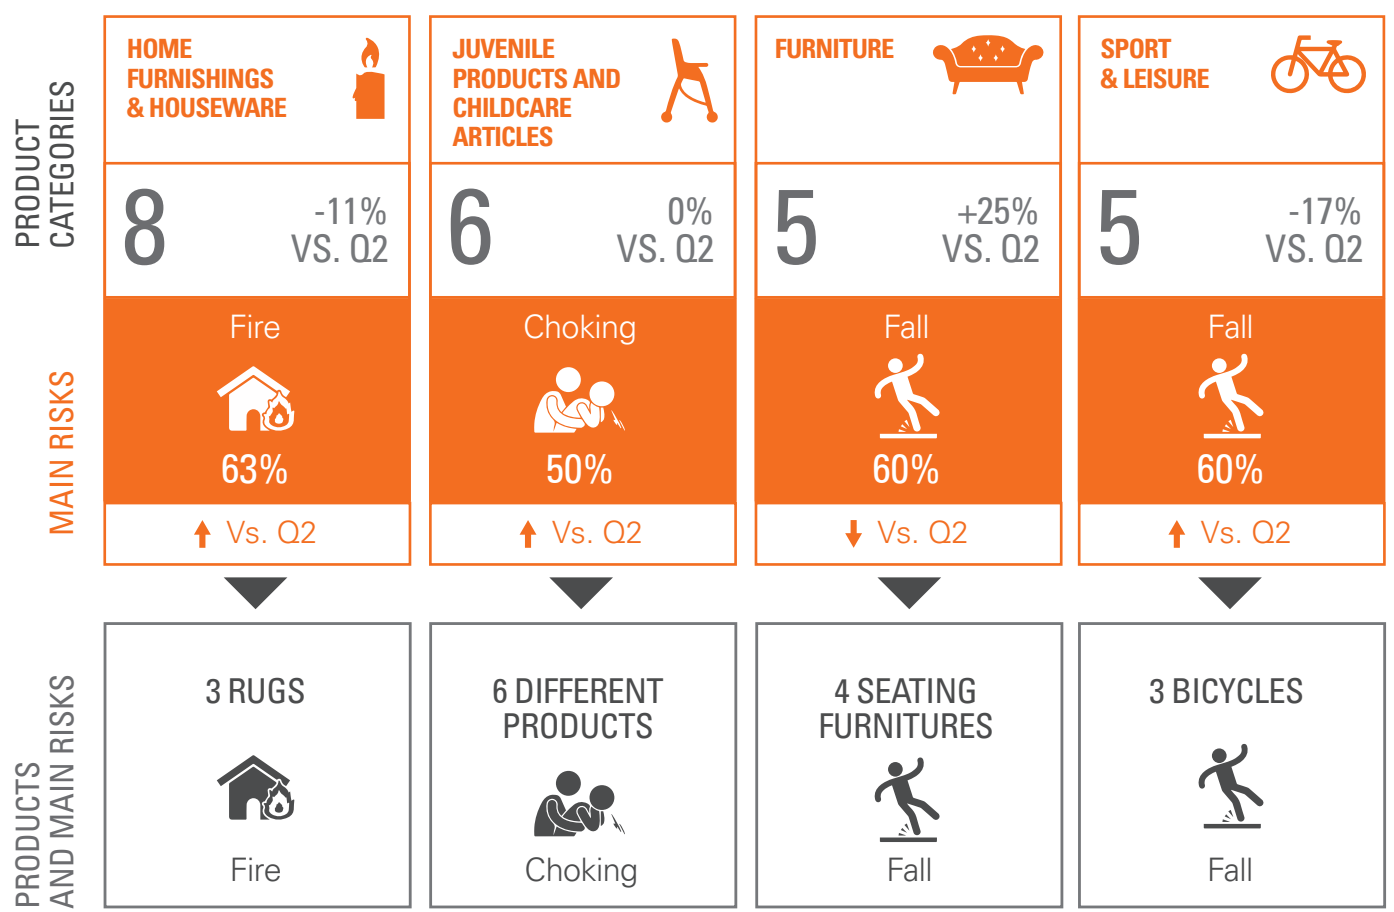 PRODUCT
CATEGORIES
HOME
FURNISHINGS
& HOUSEWARE
JUVENILE
PRODUCTS AND
CHILDCARE
ARTICLES
FURNITURE
SPORT
& LEISURE
8
-11%
VS. Q2
6
0%
VS. Q2
5
+25%
VS. Q2
5
-17%
VS. Q2
MAIN RISKS
Fire
63%
Vs. Q2
Choking
50%
Vs. Q2
Fall
60%
Vs. Q2
Fall
60%
Vs. Q2
PRODUCTS
AND MAIN RISKS
3 RUGS
Fire
6 DIFFERENT
PRODUCTS
Choking
4 SEATING
FURNITURES
Fall
3 BICYCLES
Fall